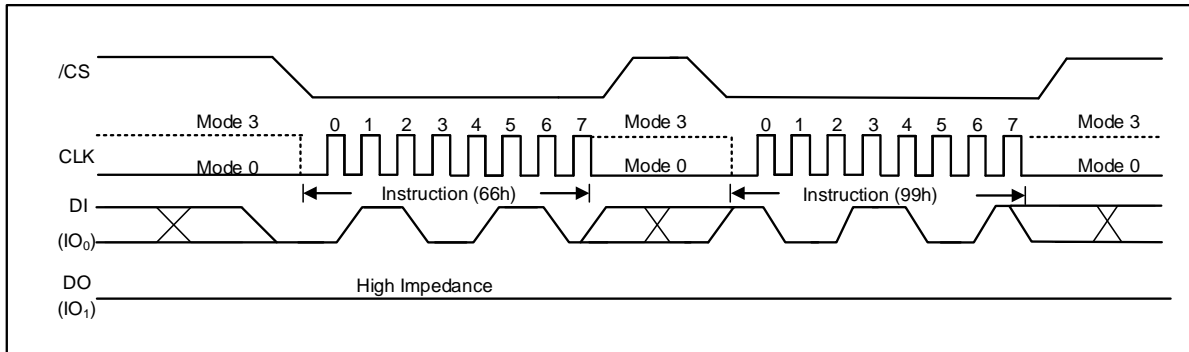 /CS
Mode 3 0 1 2 3 4 5 6 7 Mode 3 0 1 2 3 4 5 6 7 Mode 3
CLK Mode 0 Mode 0 Mode 0
Instruction (66h) Instruction (99h)
DI
(IO₀)
DO High Impedance
(IO₁)